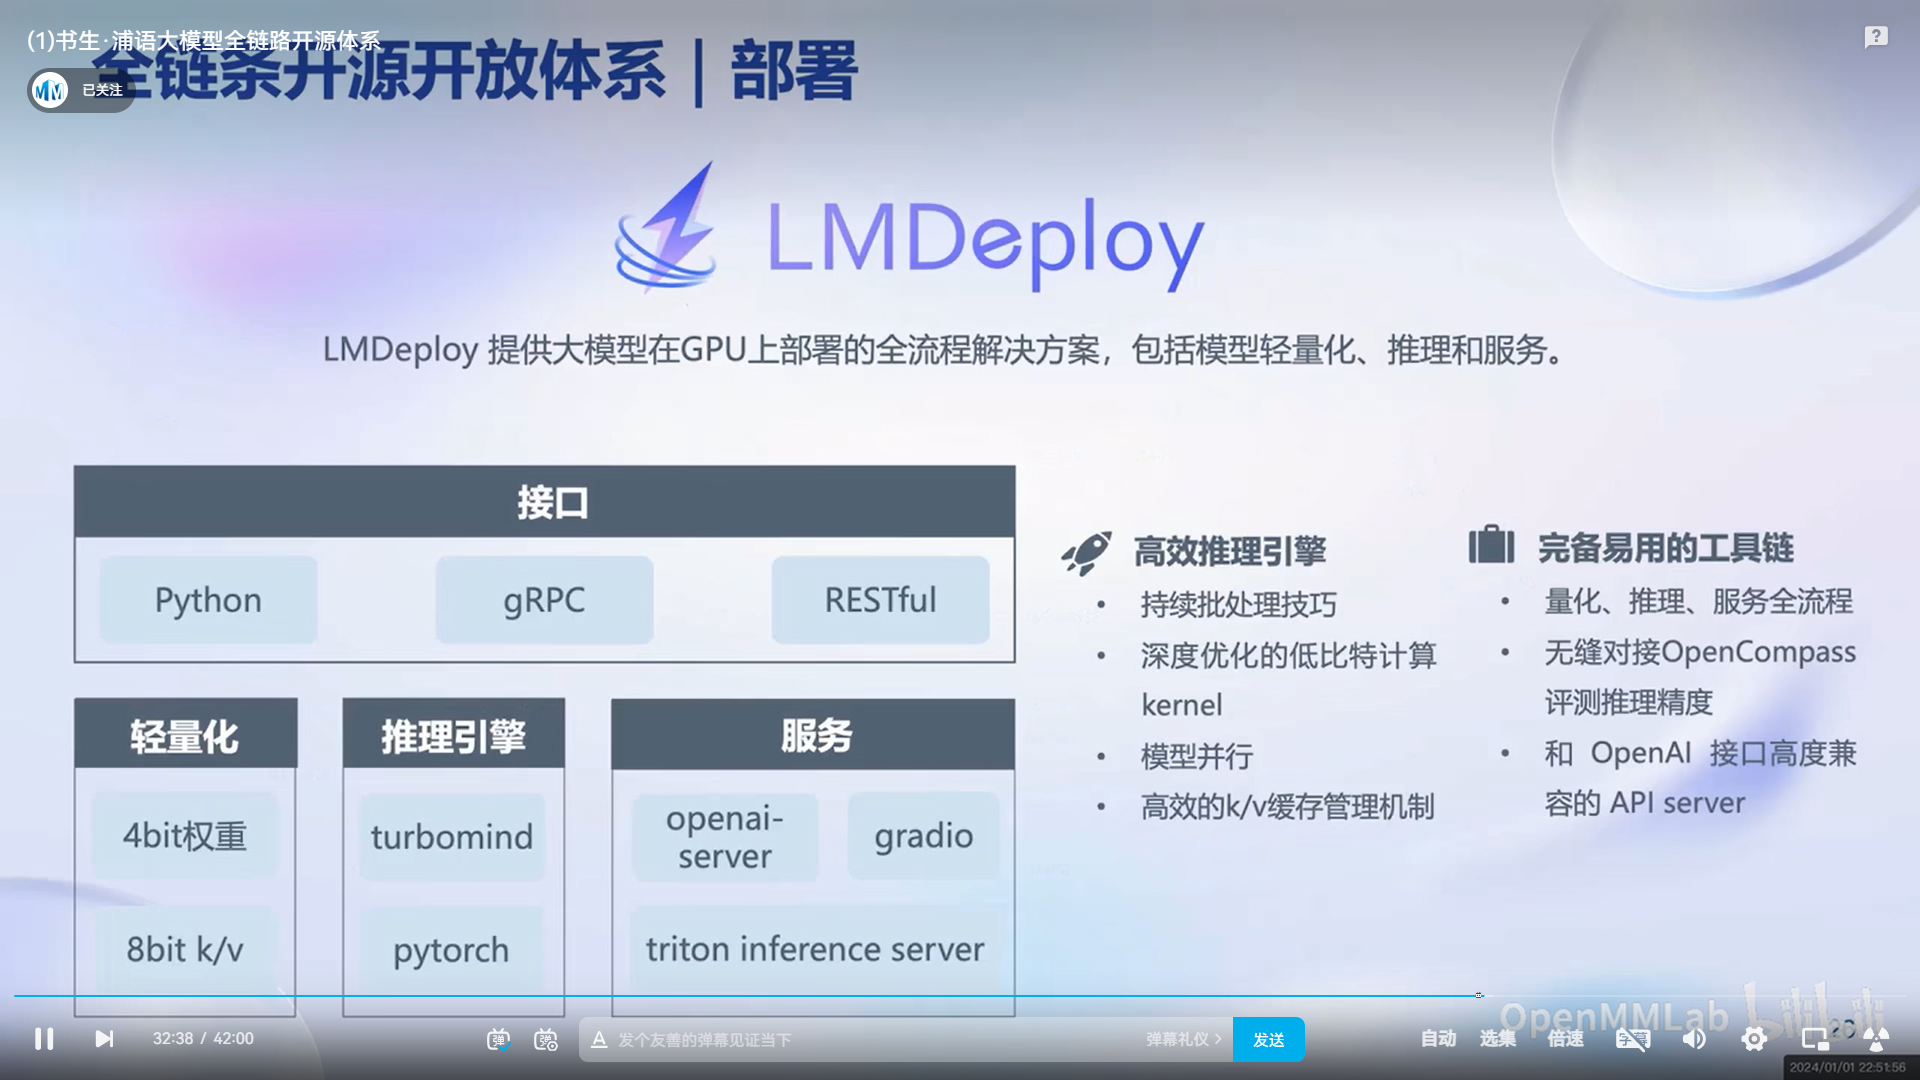 (1)书生·浦语大模型全链路开源体系
全链条开源开放体系｜部署
已关注
LMDeploy
LMDeploy 提供大模型在GPU上部署的全流程解决方案，包括模型轻量化、推理和服务。
接口
Python
gRPC
RESTful
轻量化
4bit权重
8bit k/v
推理引擎
turbomind
pytorch
服务
openai-
server
gradio
triton inference server
高效推理引擎
• 持续批处理技巧
• 深度优化的低比特计算
kernel
• 模型并行
• 高效的k/v缓存管理机制
完备易用的工具链
• 量化、推理、服务全流程
• 无缝对接OpenCompass
评测推理精度
• 和 OpenAI 接口高度兼
容的 API server
OpenMMLab bilibili
32:38 / 42:00
弹
弹
A 发个友善的弹幕见证当下
弹幕礼仪 >
发送
自动
选集
倍速
字幕
2024/01/01 22:51:56